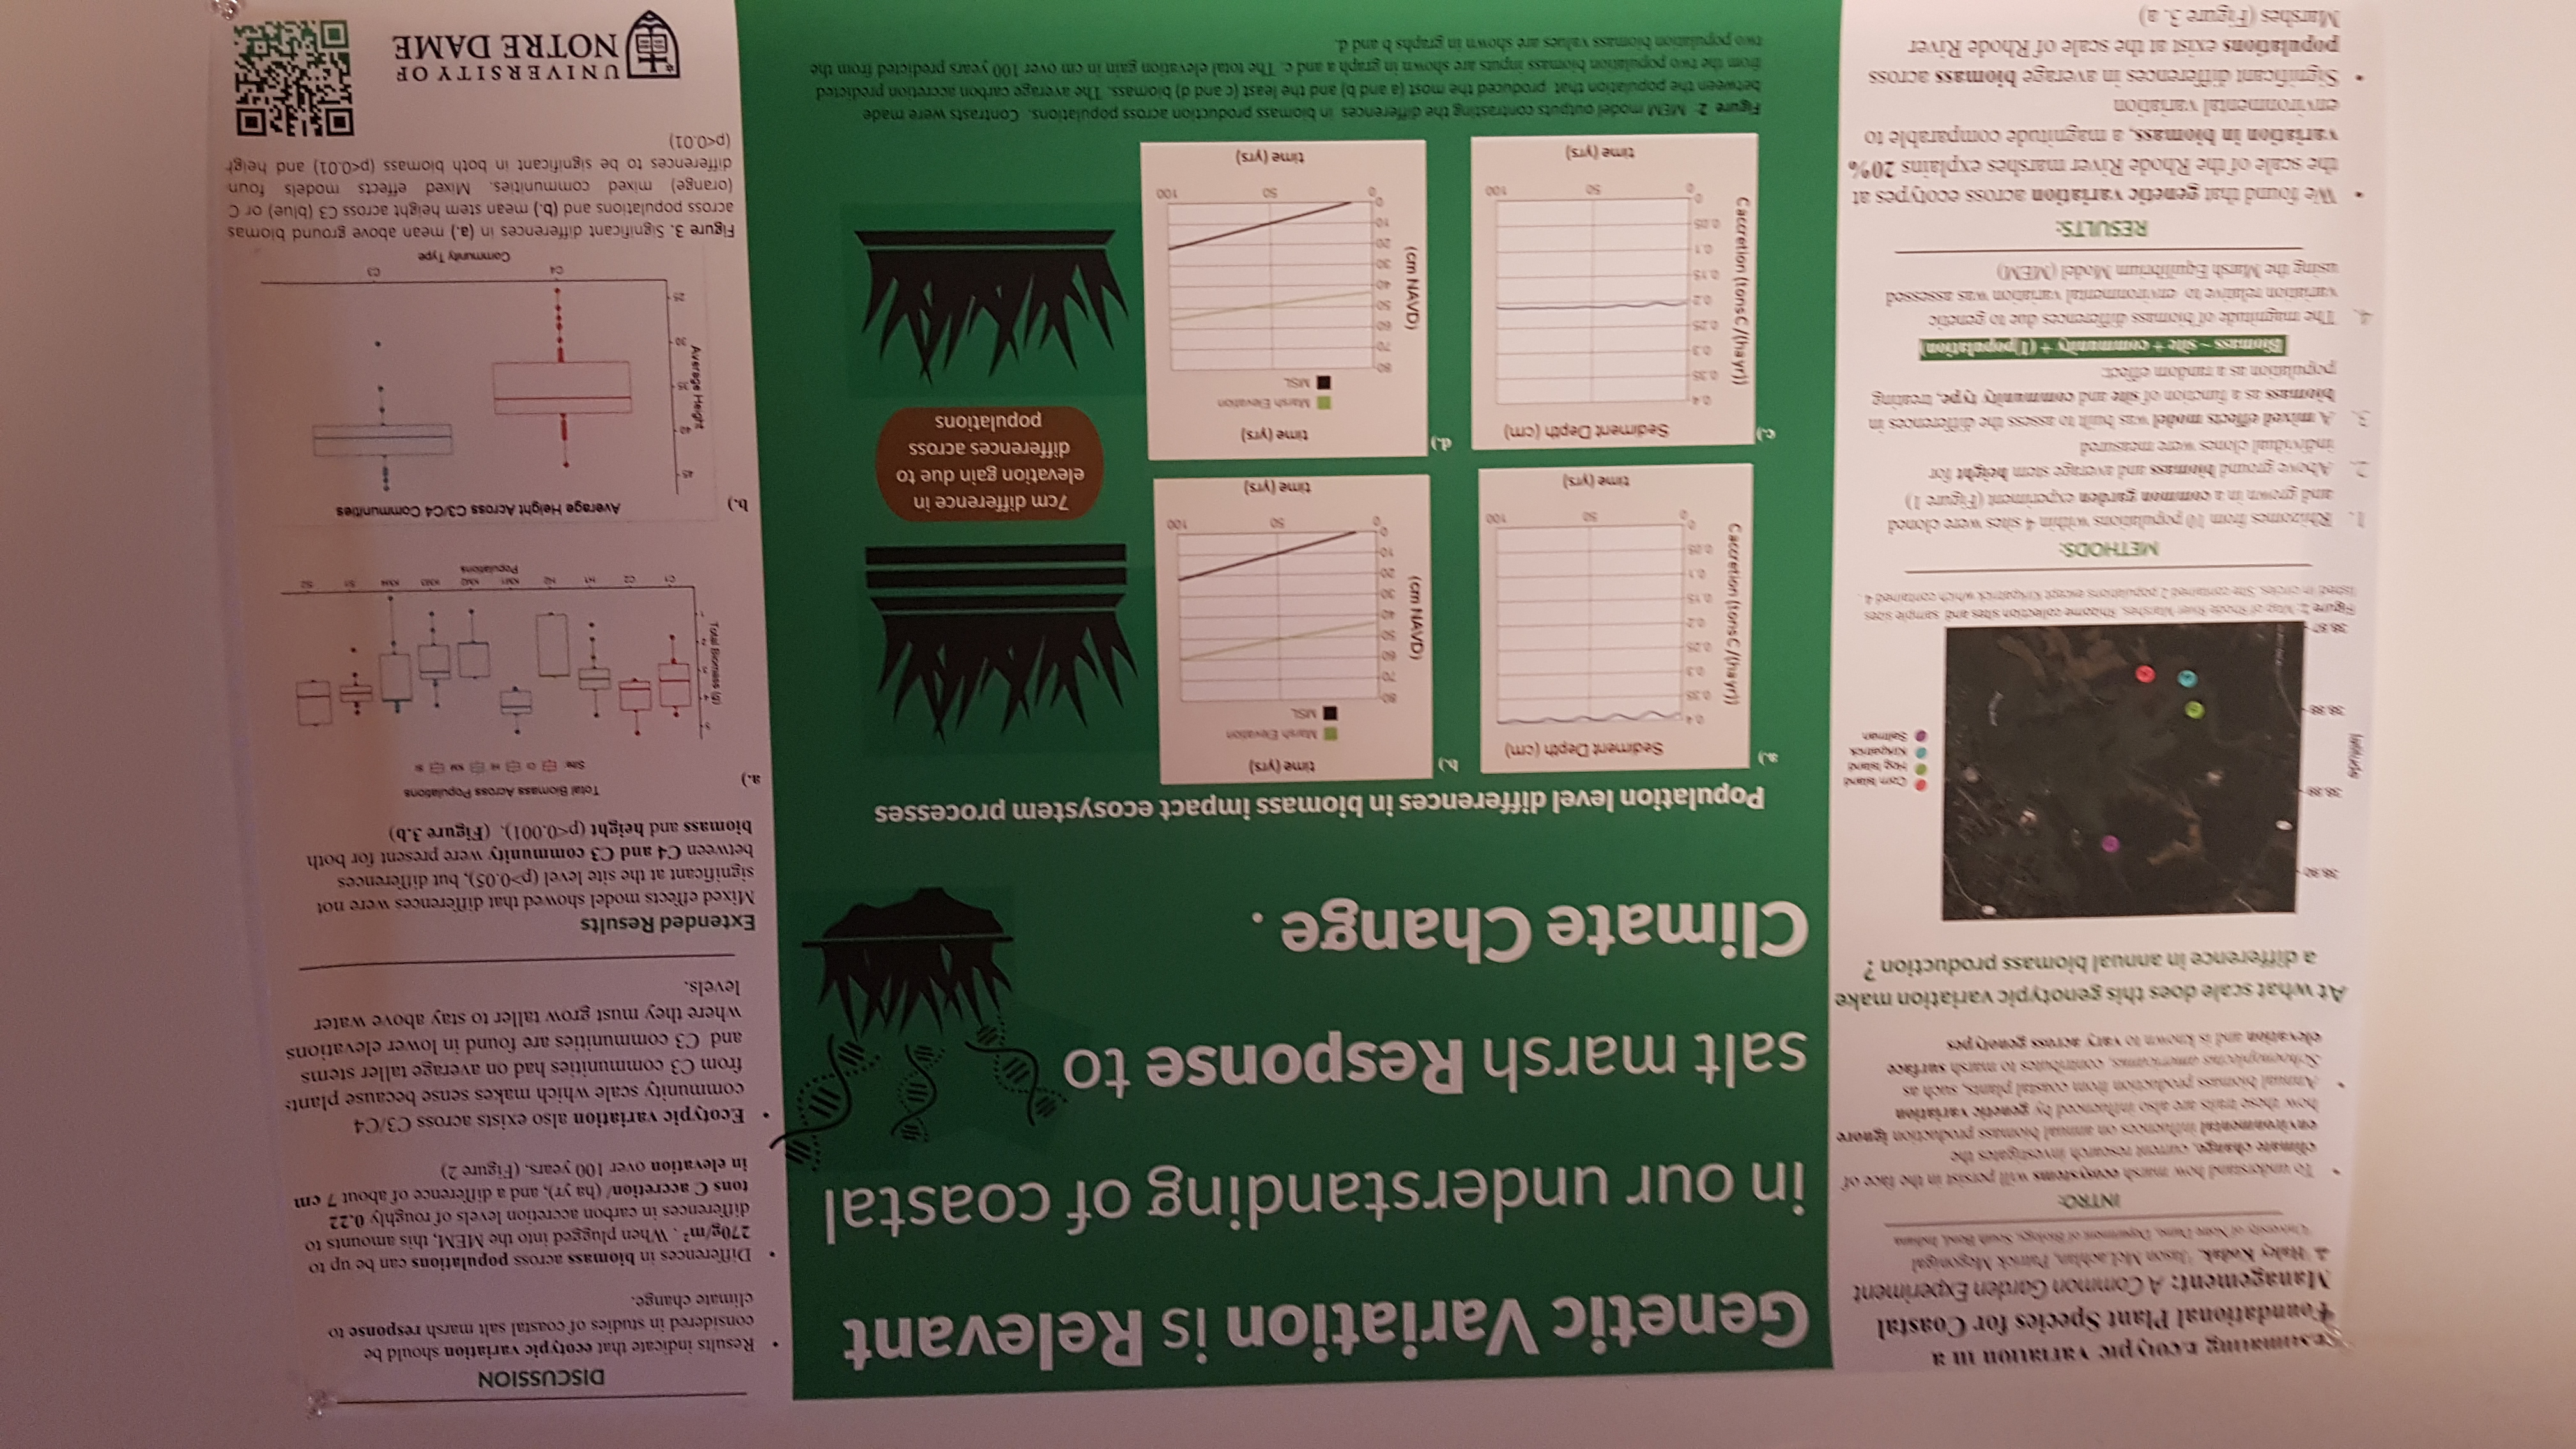 Estimating Ecotypic Variation in a
Foundational Plant Species for Coastal
Management: A Common Garden Experiment
Haley Kodak, Jason McLachlan, Patrick Megonigal
University of Notre Dame, Department of Biology, South Bend, Indiana
INTRO:
• To understand how marsh ecosystems will persist in the face of
climate change, current research investigates the
environmental influences on annual biomass production ignore
how these traits are also influenced by genetic variation
• Annual biomass production from coastal plants, such as
Schoenoplectus americanus, contributes to marsh surface
elevation and is known to vary across genotypes
At what scale does this genotypic variation make
a difference in annual biomass production ?
38.90
38.89
38.88
38.87
latitude
Corn Island
Hog Island
Kirkpatrick
Sellman
Figure 1: Map of Rhode River Marshes. Rhizome collection sites and sample sizes
listed in circles. Site contained 2 populations except Kirkpatrick which contained 4 .
METHODS:
1. Rhizomes from 10 populations within 4 sites were cloned
and grown in a common garden experiment (Figure 1)
2. Above ground biomass and average stem height for
individual clones were measured
3. A mixed effects model was built to assess the differences in
biomass as a function of site and community type, treating
population as a random effect:
Biomass ~ site + community + (1|population)
4. The magnitude of biomass differences due to genetic
variation relative to environmental variation was assessed
using the Marsh Equilibrium Model (MEM)
RESULTS:
• We found that genetic variation across ecotypes at
the scale of the Rhode River marshes explains 20%
variation in biomass, a magnitude comparable to
environmental variation
• Significant differences in average biomass across
populations exist at the scale of Rhode River
Marshes (Figure 3. a)
Genetic Variation is Relevant
in our understanding of coastal
salt marsh Response to
Climate Change .
Population level differences in biomass impact ecosystem processes
a.)
Sediment Depth (cm)
C accretion (tons C /(ha yr))
0.4
0.35
0.3
0.25
0.2
0.15
0.1
0.05
0
0 50 100
time (yrs)
b.)
time (yrs)
Marsh Elevation
MSL
(cm NAVD)
80
70
60
50
40
30
20
10
0
0 50 100
time (yrs)
c.)
Sediment Depth (cm)
C accretion (tons C /(ha yr))
0.4
0.35
0.3
0.25
0.2
0.15
0.1
0.05
0
0 50 100
time (yrs)
d.)
time (yrs)
Marsh Elevation
MSL
(cm NAVD)
80
70
60
50
40
30
20
10
0
0 50 100
time (yrs)
7cm difference in
elevation gain due to
differences across
populations
Figure 2: MEM model outputs contrasting the differences in biomass production across populations. Contrasts were made
between the population that produced the most (a and b) and the least (c and d) biomass. The average carbon accretion predicted
from the two population biomass inputs are shown in graph a and c. The total elevation gain in cm over 100 years predicted from the
two population biomass values are shown in graphs b and d.
DISCUSSION
• Results indicate that ecotypic variation should be
considered in studies of coastal salt marsh response to
climate change.
• Differences in biomass across populations can be up to
270g/m² . When plugged into the MEM, this amounts to
differences in carbon accretion levels of roughly 0.22
tons C accretion/ (ha yr), and a difference of about 7 cm
in elevation over 100 years. (Figure 2)
• Ecotypic variation also exists across C3/C4
community scale which makes sense because plants
from C3 communities had on average taller stems
and C3 communities are found in lower elevations
where they must grow taller to stay above water
levels.
Extended Results
Mixed effects model showed that differences were not
significant at the site level (p>0.05), but differences
between C4 and C3 community were present for both
biomass and height (p<0.001). (Figure 3.b)
a.)
Total Biomass Across Populations
Site CI HI KM SI
Total Biomass (g)
5
4
3
2
1
C1 C2 H1 H2 KM1 KM2 KM3 KM4 S1 S2
Populations
b.)
Average Height Across C3/C4 Communities
Average Height
45
40
35
30
25
C4 C3
Community Type
Figure 3. Significant differences in (a.) mean above ground biomas
across populations and (b.) mean stem height across C3 (blue) or C
(orange) mixed communities. Mixed effects models foun
differences to be significant in both biomass (p<0.01) and heigh
(p<0.01)
UNIVERSITY OF
NOTRE DAME